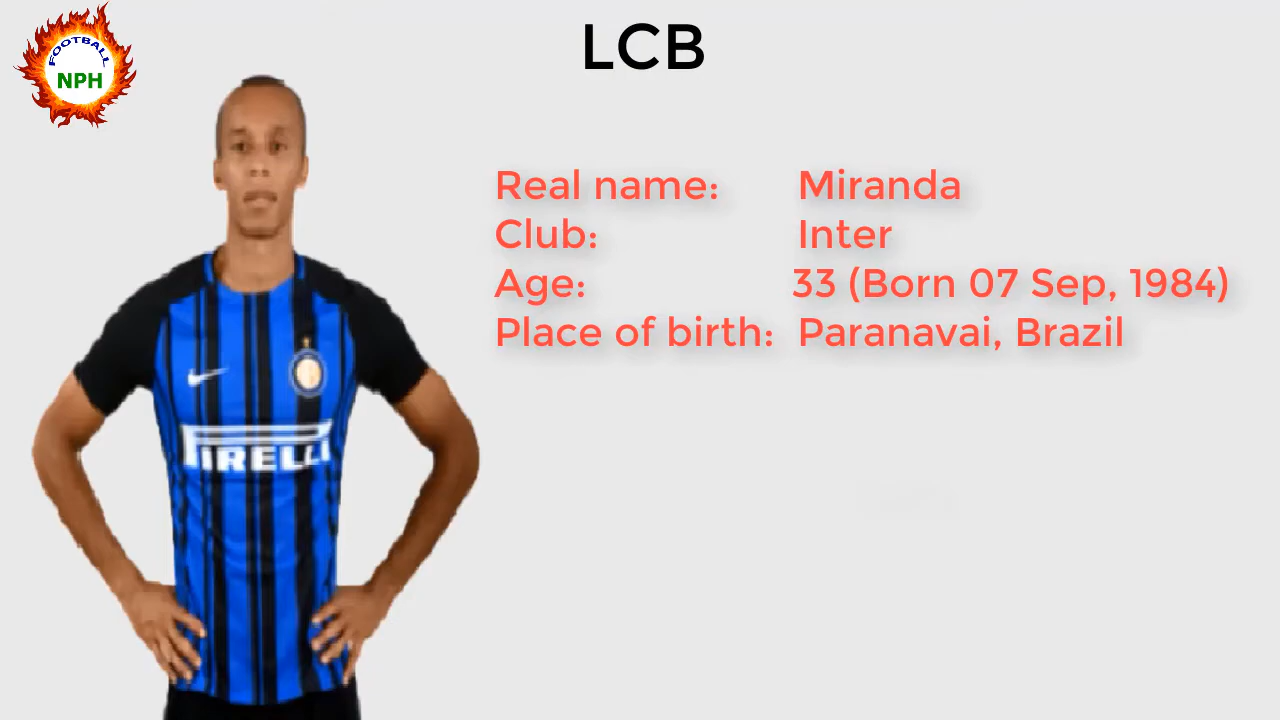 FOOTBALL
NPH
LCB
Real name: Miranda
Club: Inter
Age: 33 (Born 07 Sep, 1984)
Place of birth: Paranavai, Brazil
PIRELLI